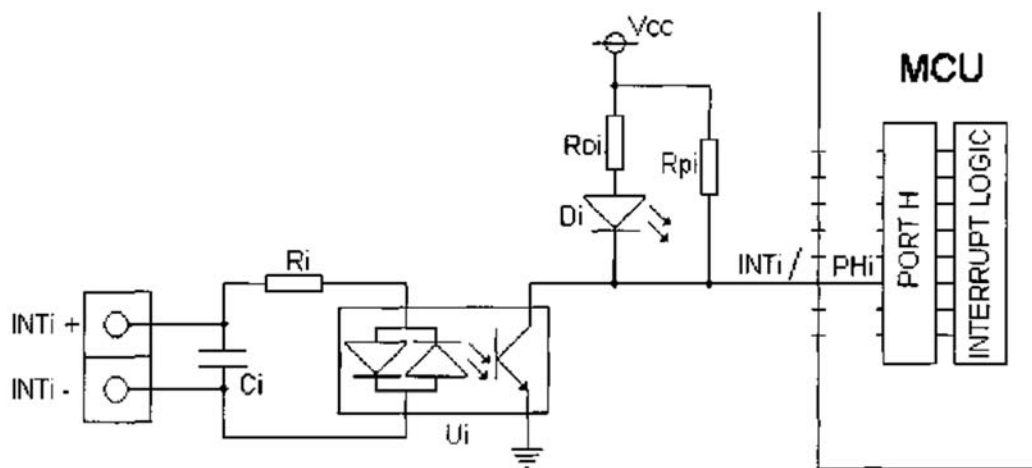 Vcc
MCU
RDi
Rpi
Di
INTi /
PHi
PORT H
INTERRUPT LOGIC
Ri
INTi +
INTi -
Ci
Ui